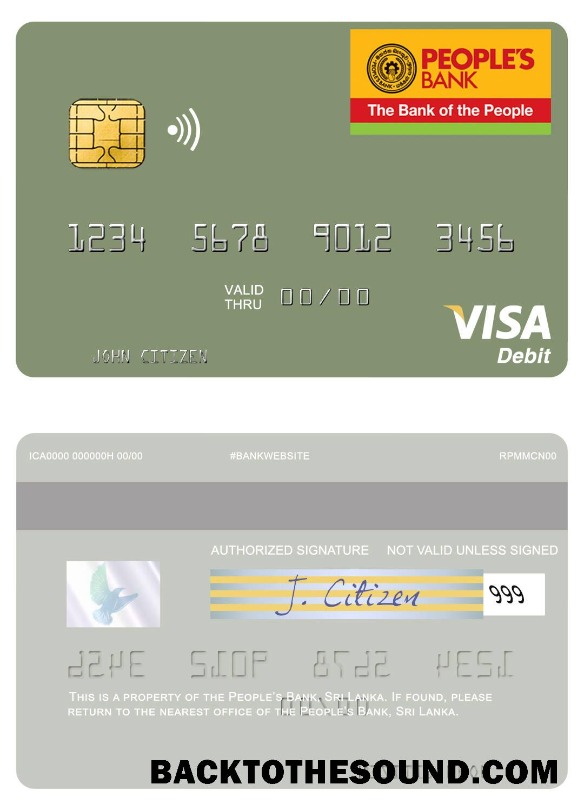 PEOPLE'S
BANK
The Bank of the People
1234 5678 9012 3456
VALID
THRU 00/00
VISA
Debit
JOHN CITIZEN
ICA0000 000000H 00/00 #BANKWEBSITE RPMMCN00
AUTHORIZED SIGNATURE NOT VALID UNLESS SIGNED
J. Citizen 999
THIS IS A PROPERTY OF THE PEOPLE'S BANK, SRI LANKA. IF FOUND, PLEASE
RETURN TO THE NEAREST OFFICE OF THE PEOPLE'S BANK, SRI LANKA.
BACKTOTHESOUND.COM